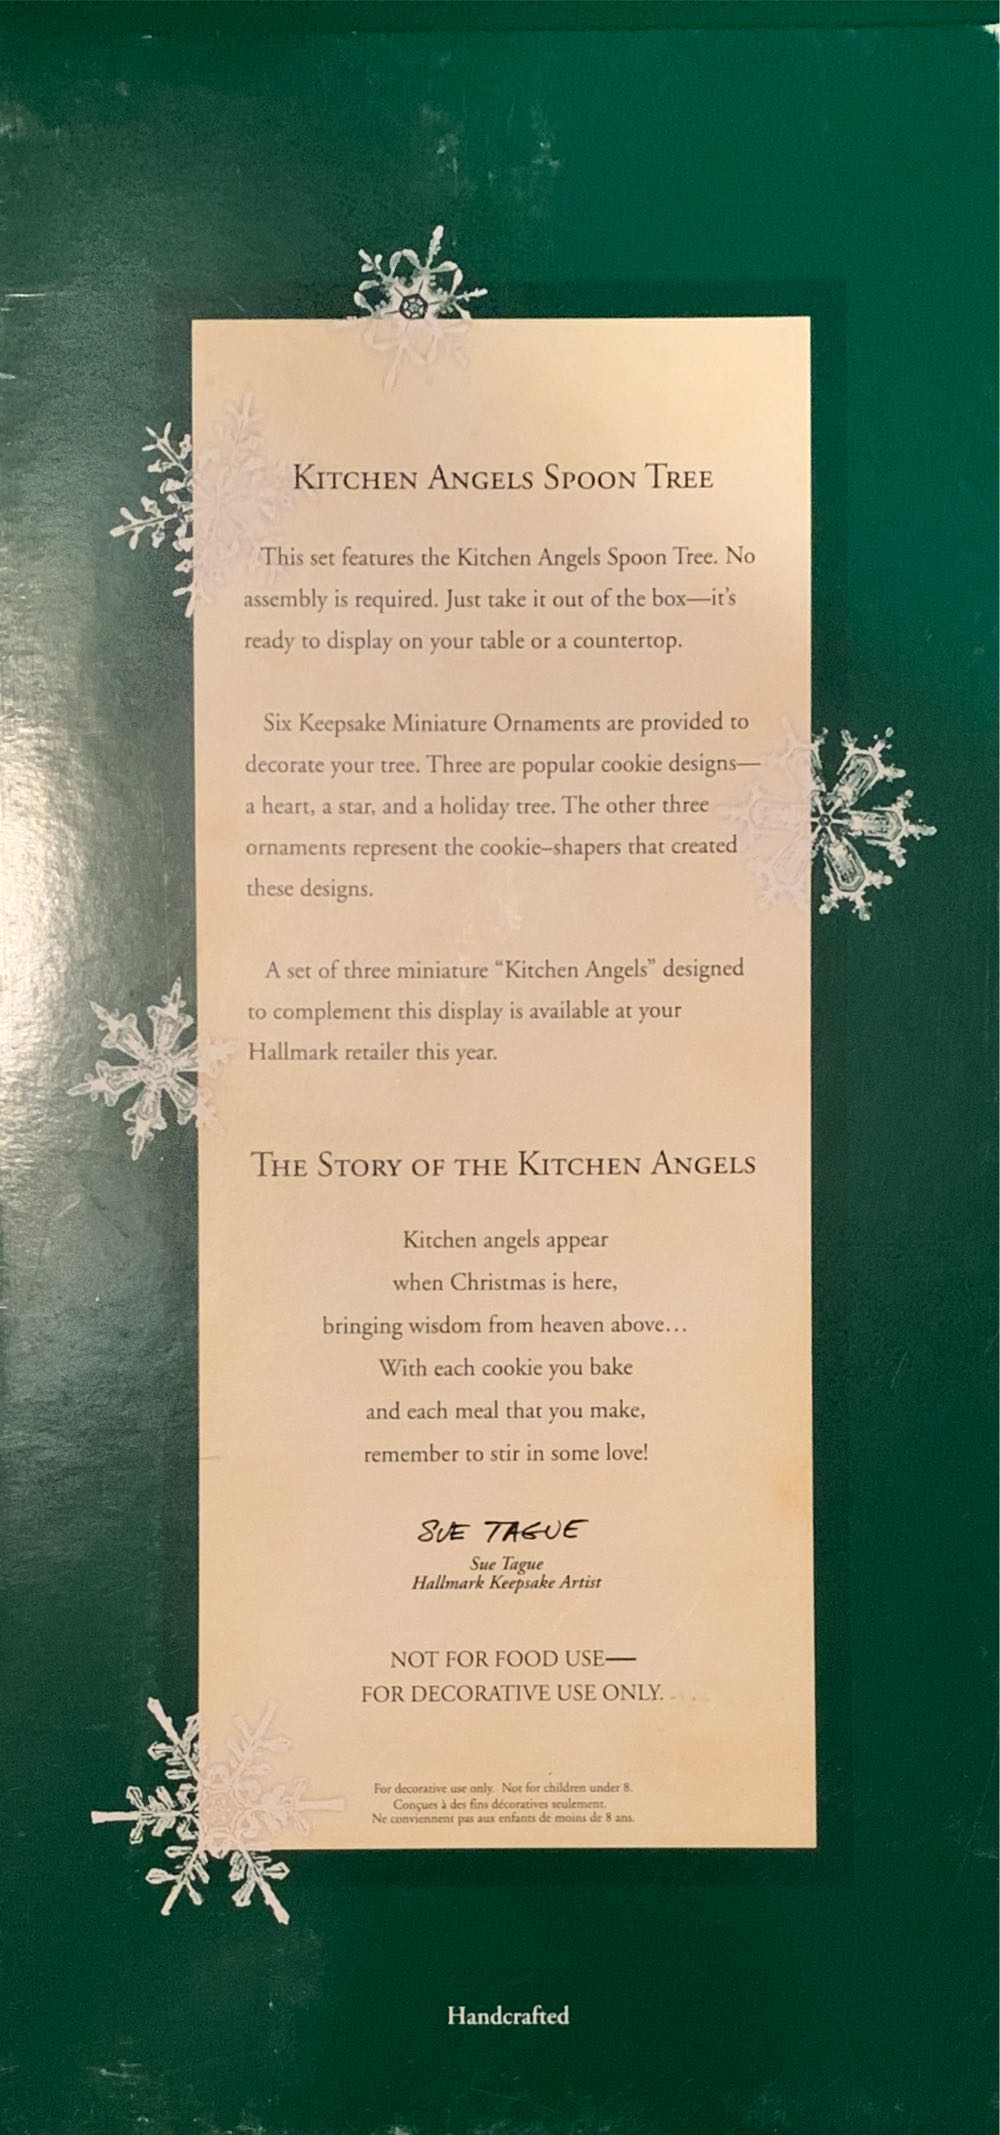 KITCHEN ANGELS SPOON TREE
This set features the Kitchen Angels Spoon Tree. No
assembly is required. Just take it out of the box—it's
ready to display on your table or a countertop.
Six Keepsake Miniature Ornaments are provided to
decorate your tree. Three are popular cookie designs—
a heart, a star, and a holiday tree. The other three
ornaments represent the cookie–shapers that created
these designs.
A set of three miniature “Kitchen Angels” designed
to complement this display is available at your
Hallmark retailer this year.
THE STORY OF THE KITCHEN ANGELS
Kitchen angels appear
when Christmas is here,
bringing wisdom from heaven above…
With each cookie you bake
and each meal that you make,
remember to stir in some love!
SUE TAGUE
Sue Tague
Hallmark Keepsake Artist
NOT FOR FOOD USE—
FOR DECORATIVE USE ONLY.
For decorative use only. Not for children under 8.
Conçues à des fins décoratives seulement.
Ne conviennent pas aux enfants de moins de 8 ans.
Handcrafted